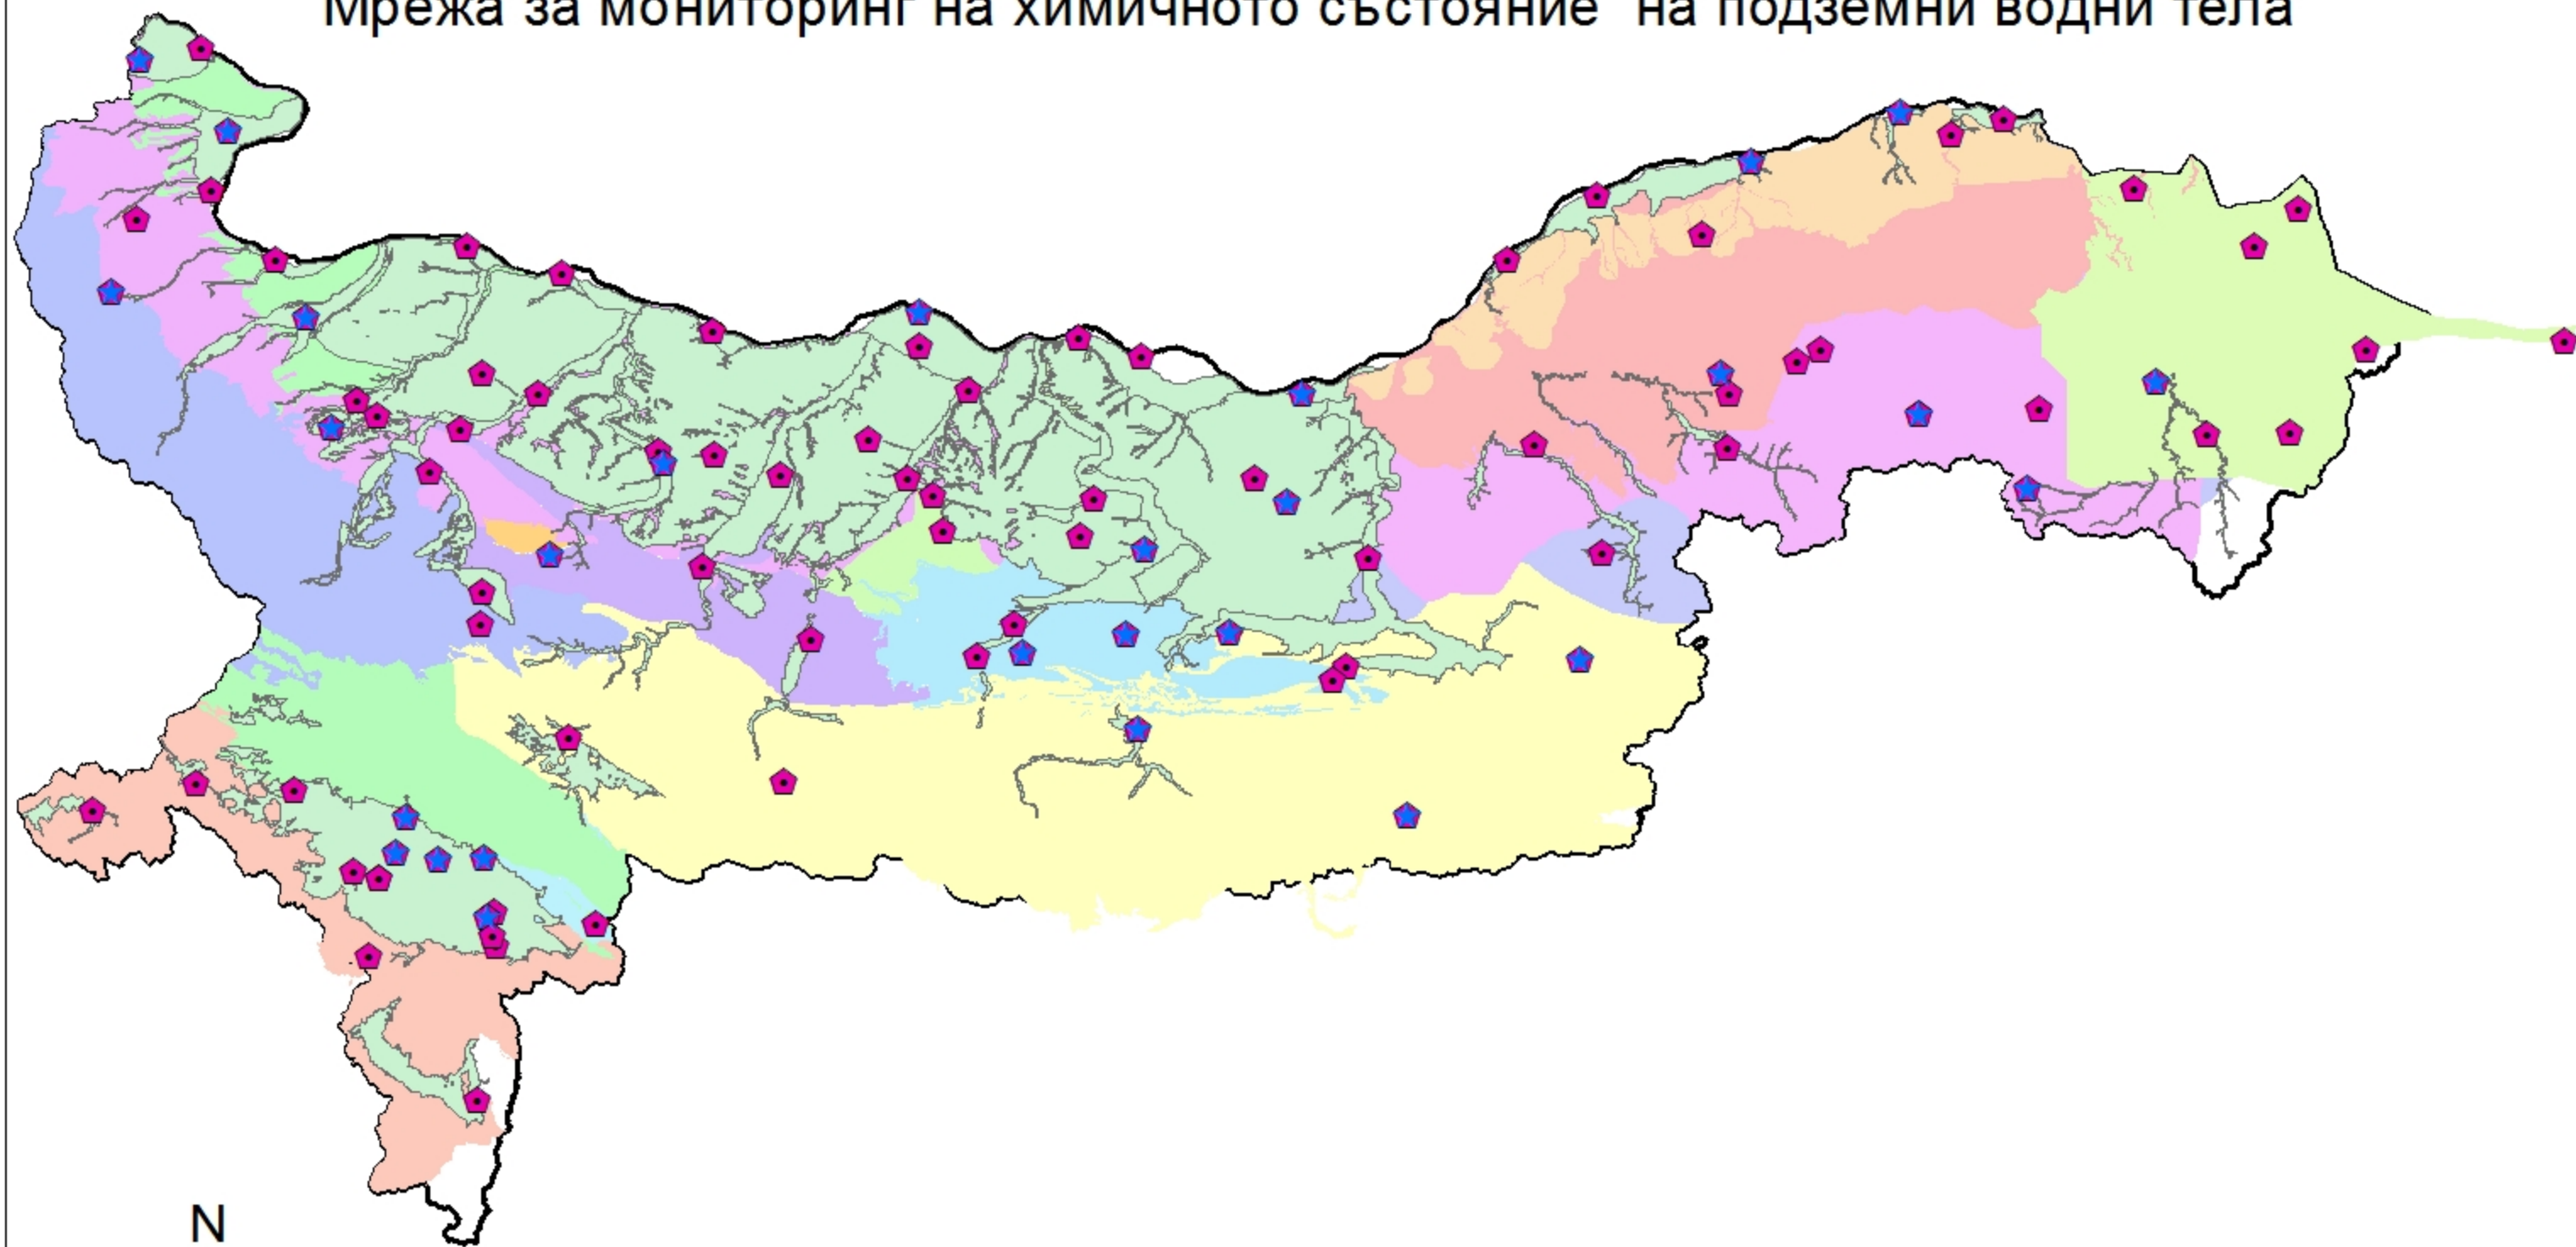 Мрежа за мониторинг на химичното състояние на подземни водни тела
N